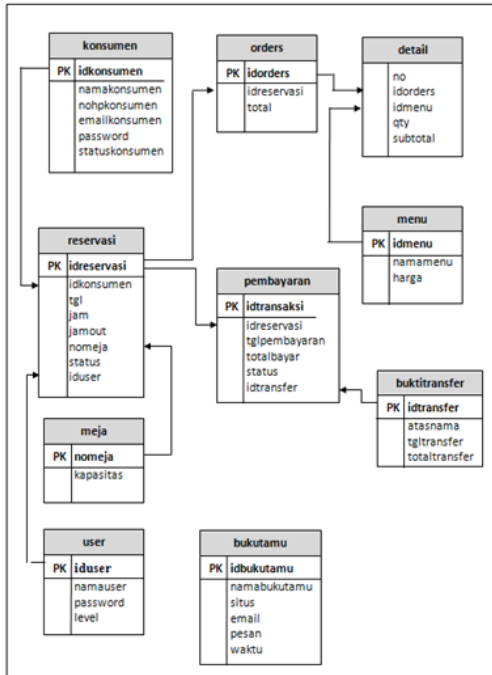 konsumen
PK idkonsumen
namakonsumen
nohpkonsumen
emailkonsumen
password
statuskonsumen
orders
PK idorders
idreservasi
total
detail
no
idorders
idmenu
qty
subtotal
menu
PK idmenu
namamenu
harga
reservasi
PK idreservasi
idkonsumen
tgl
jam
jamout
nomeja
status
iduser
pembayaran
PK idtransaksi
idreservasi
tglpembayaran
totalbayar
status
idtransfer
buktitransfer
PK idtransfer
atasnama
tgltransfer
totaltransfer
meja
PK nomeja
kapasitas
user
PK iduser
namauser
password
level
bukutamu
PK idbukutamu
namabukutamu
situs
email
pesan
waktu